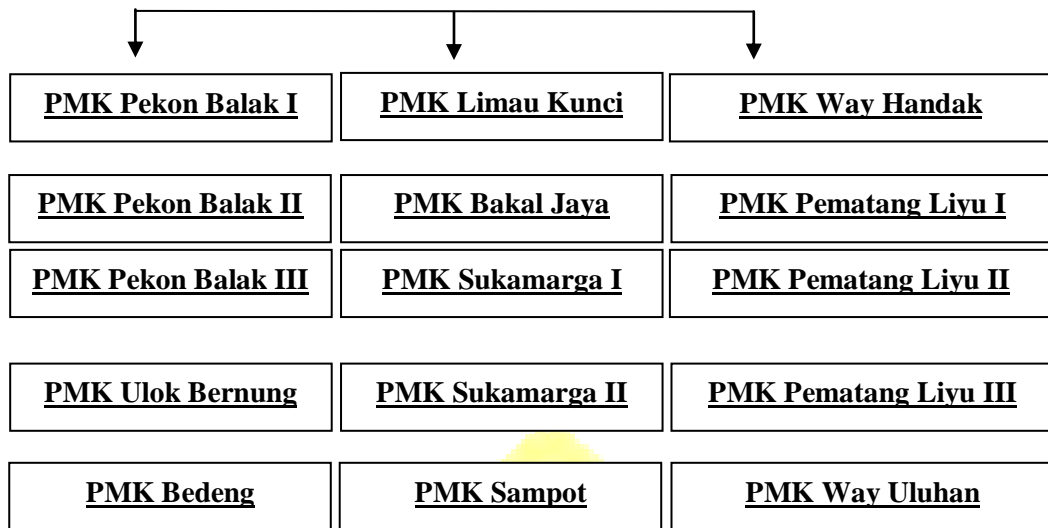 PMK Pekon Balak I
PMK Limau Kunci
PMK Way Handak
PMK Pekon Balak II
PMK Bakal Jaya
PMK Pematang Liyu I
PMK Pekon Balak III
PMK Sukamarga I
PMK Pematang Liyu II
PMK Ulok Bernung
PMK Sukamarga II
PMK Pematang Liyu III
PMK Bedeng
PMK Sampot
PMK Way Uluhan